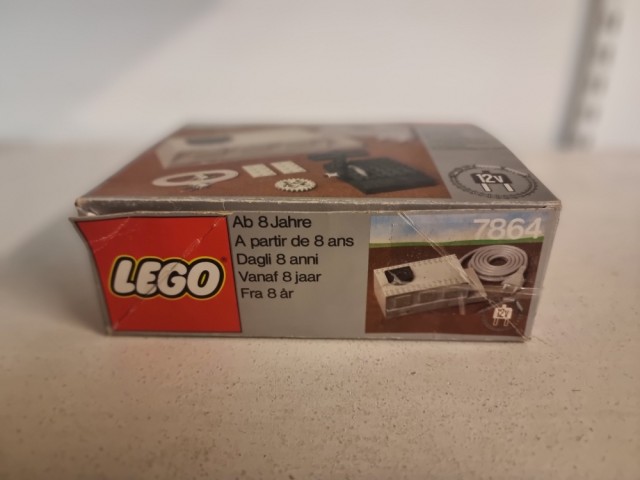 12V
LEGO
Ab 8 Jahre
A partir de 8 ans
Dagli 8 anni
Vanaf 8 jaar
Fra 8 år
7864
12V